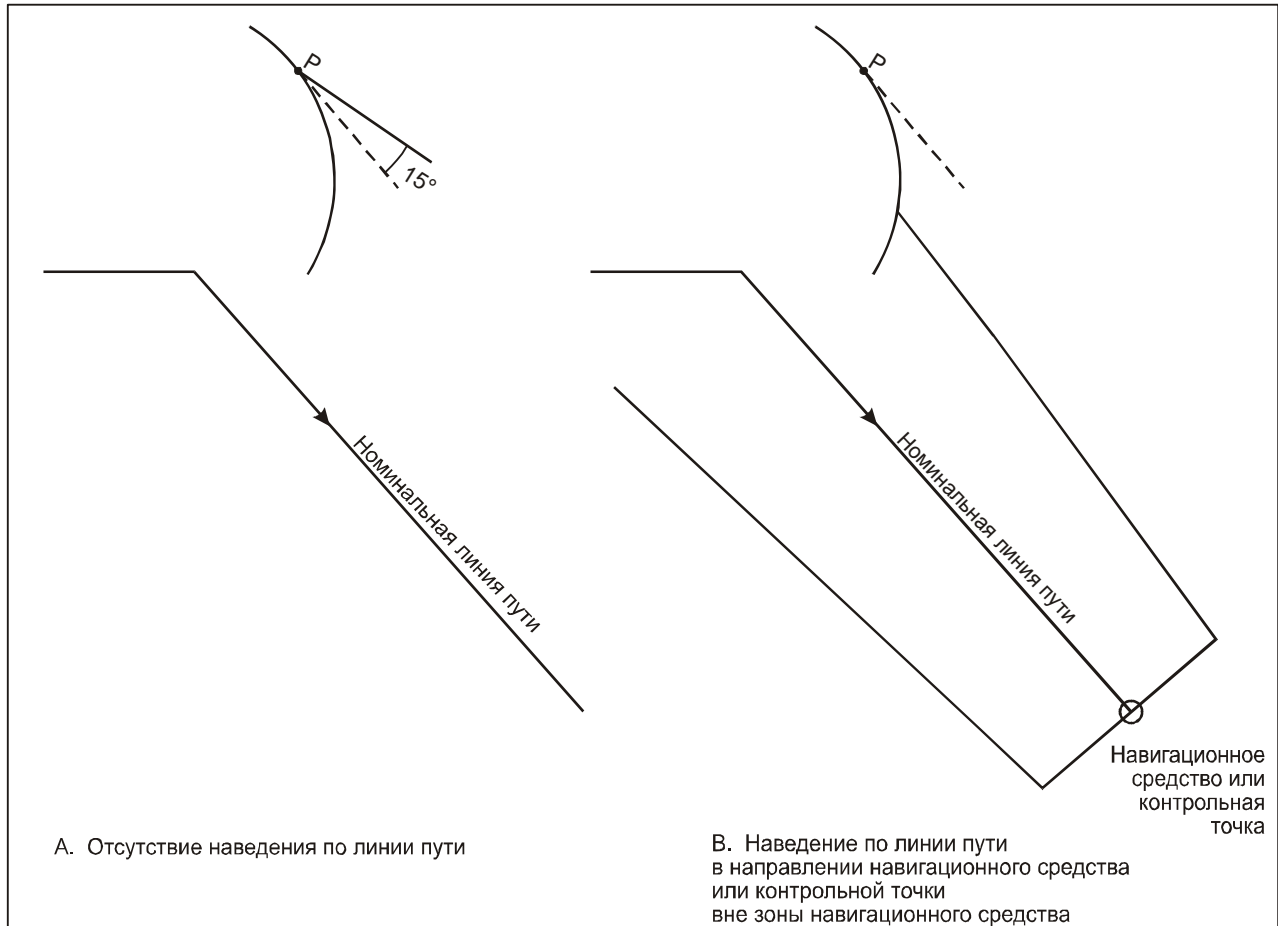 P
15°
Номинальная линия пути
A. Отсутствие наведения по линии пути
P
Номинальная линия пути
Навигационное
средство или
контрольная
точка
B. Наведение по линии пути
в направлении навигационного средства
или контрольной точки
вне зоны навигационного средства